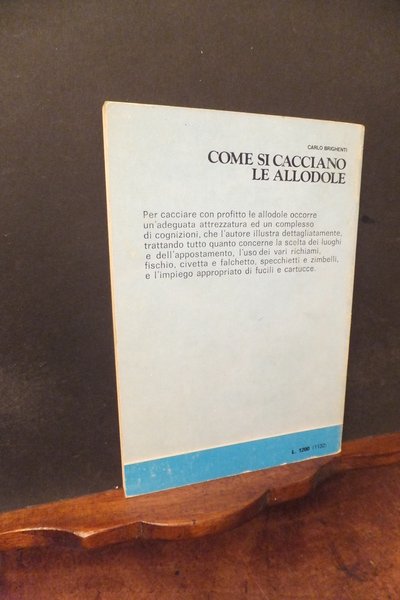 CARLO BRIGHENTI
COME SI CACCIANO
LE ALLODOLE
Per cacciare con profitto le allodole occorre
un'adeguata attrezzatura ed un complesso
di cognizioni, che l'autore illustra dettagliatamente,
trattando tutto quanto concerne la scelta dei luoghi
e dell'appostamento, l'uso dei vari richiami,
fischio, civetta e falchetto, specchietti e zimbelli,
e l'impiego appropriato di fucili e cartucce.
L. 1200 (1132)